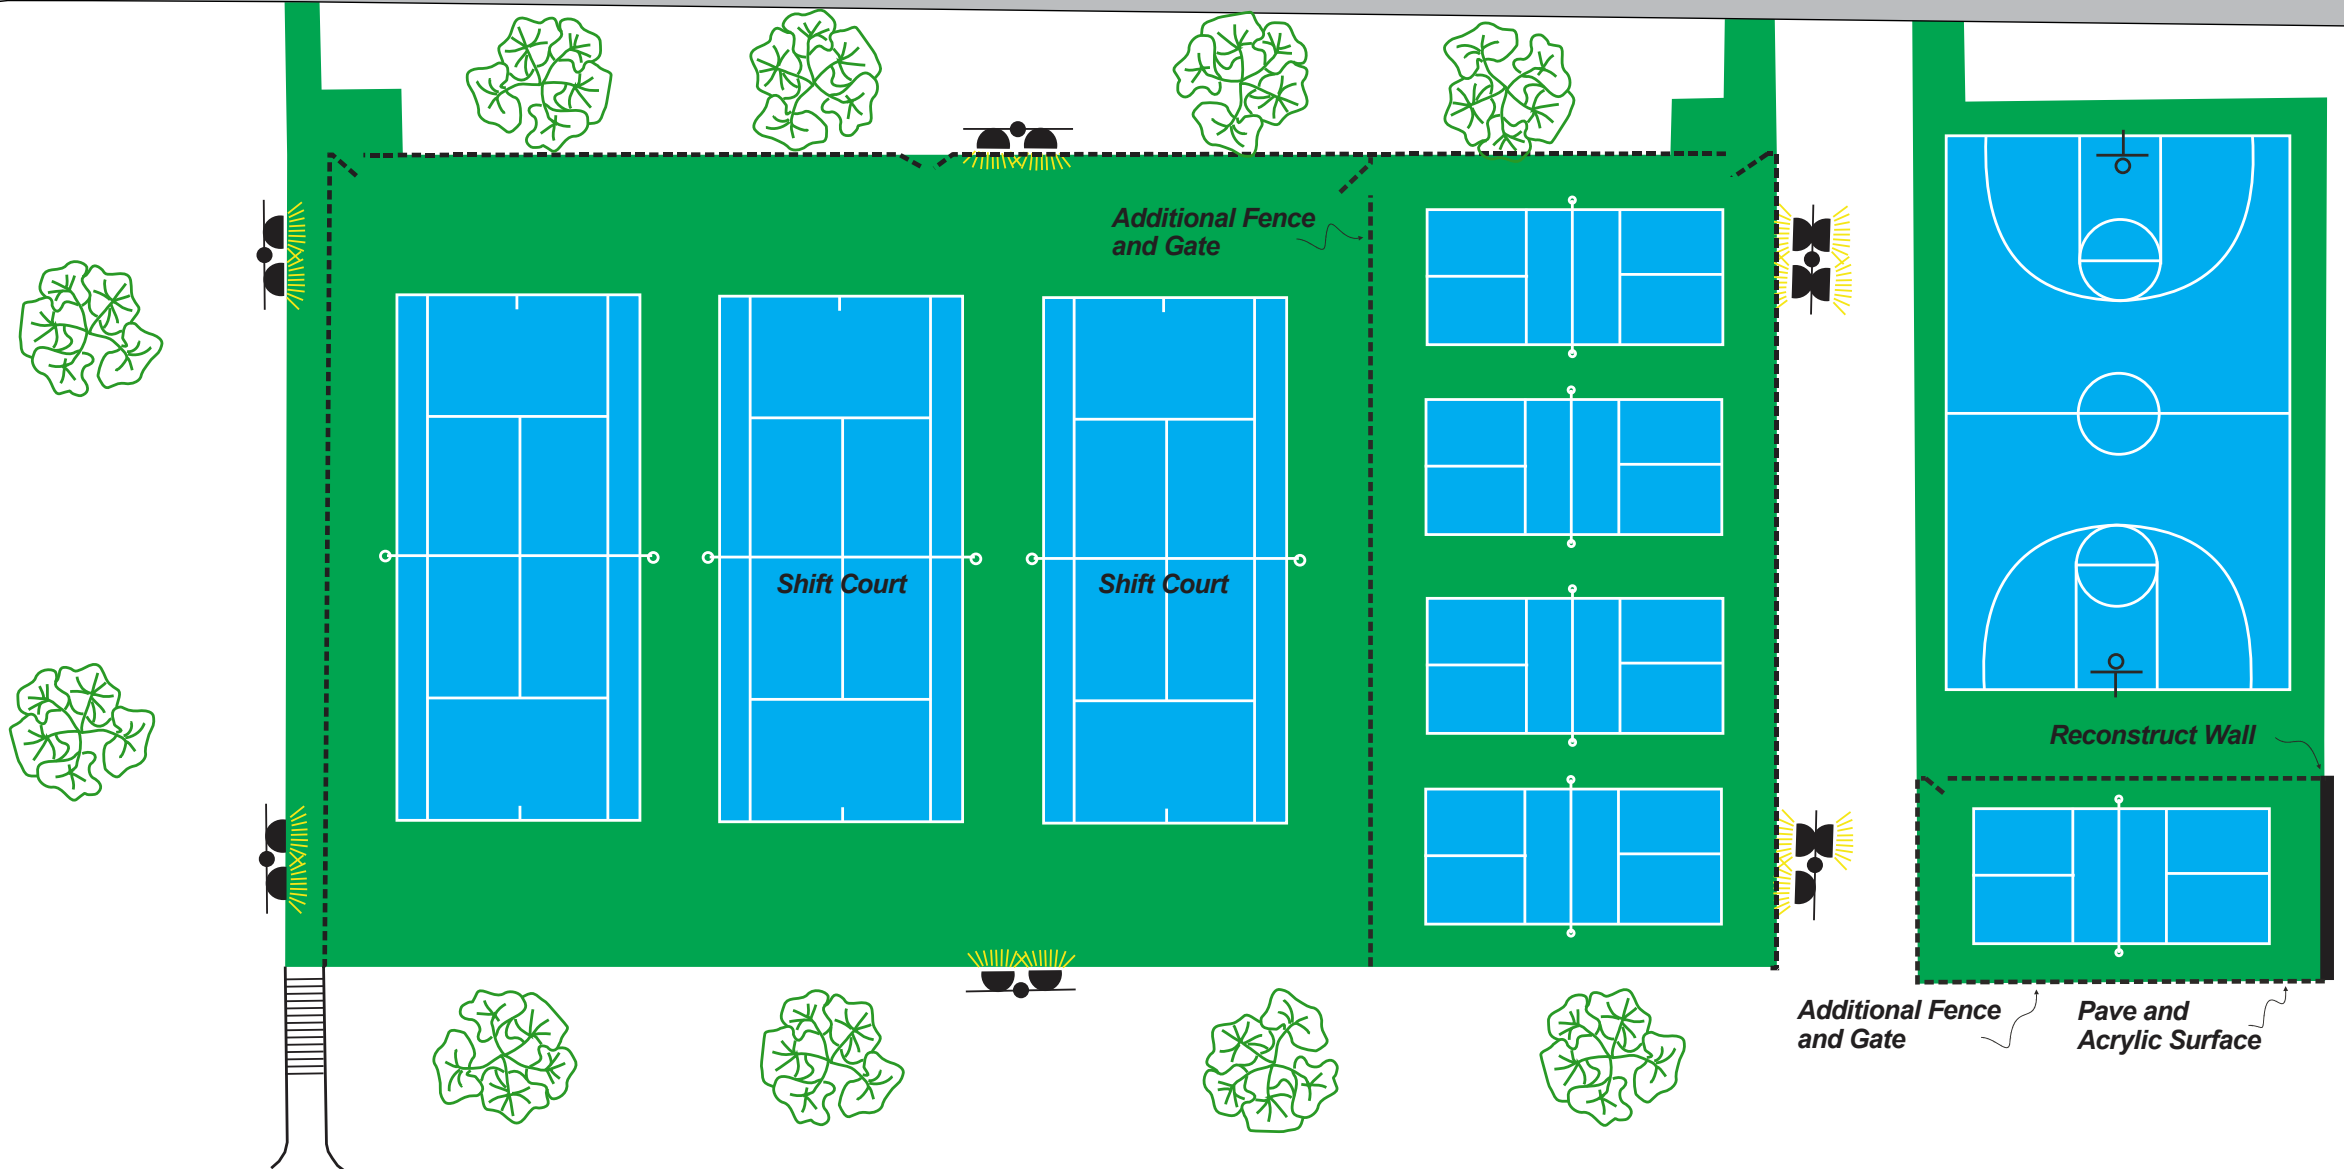 Additional Fence
and Gate
Shift Court
Shift Court
Reconstruct Wall
Additional Fence
and Gate
Pave and
Acrylic Surface